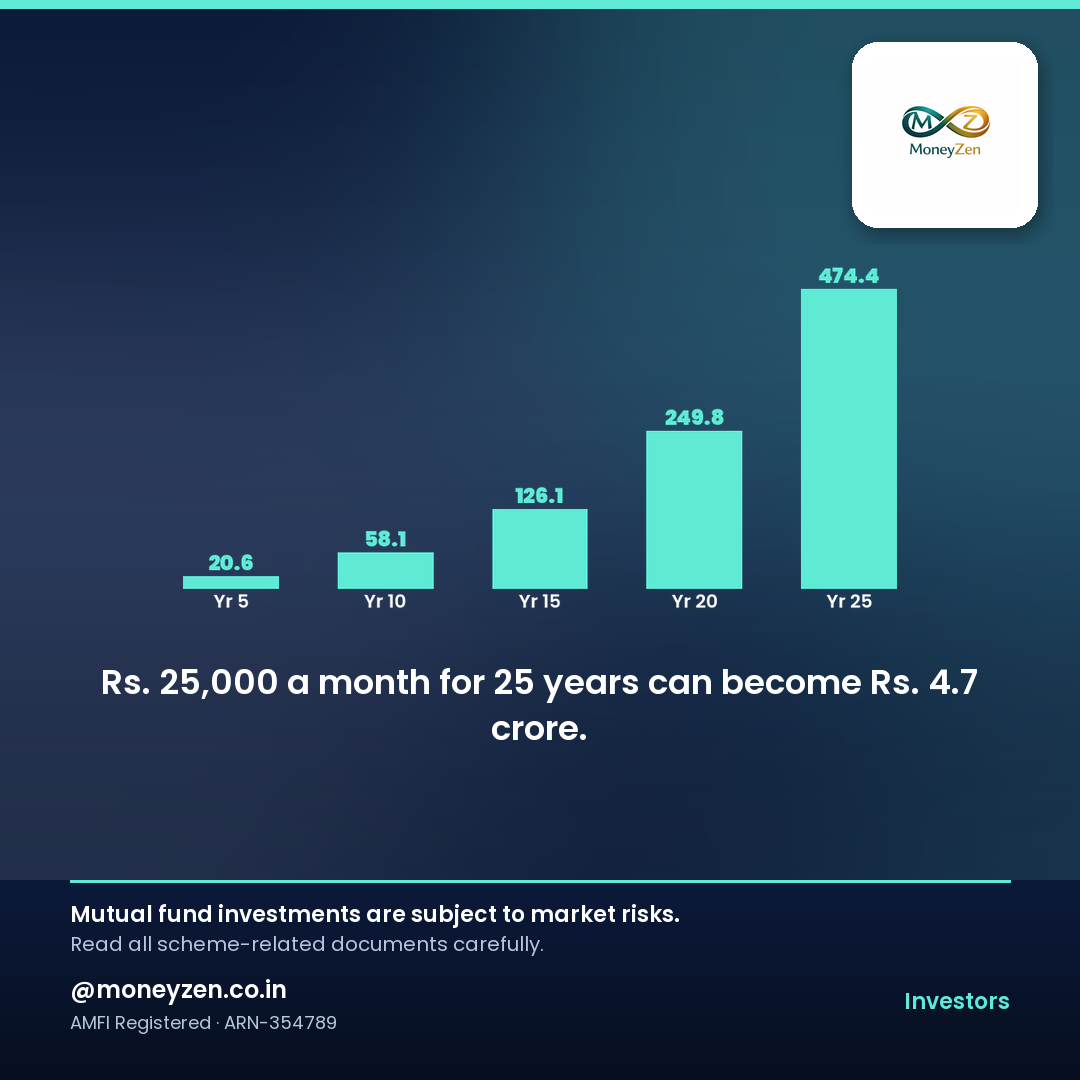 M Z
MoneyZen
474.4
249.8
126.1
58.1
20.6
Yr 5 Yr 10 Yr 15 Yr 20 Yr 25
Rs. 25,000 a month for 25 years can become Rs. 4.7
crore.
Mutual fund investments are subject to market risks.
Read all scheme-related documents carefully.
@moneyzen.co.in
AMFI Registered · ARN-354789
Investors